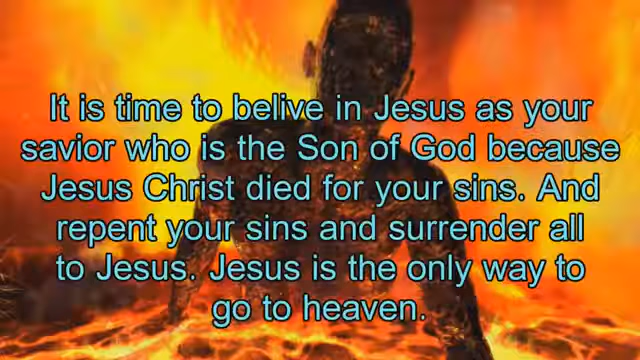 It is time to belive in Jesus as your
savior who is the Son of God because
Jesus Christ died for your sins. And
repent your sins and surrender all
to Jesus. Jesus is the only way to
go to heaven.